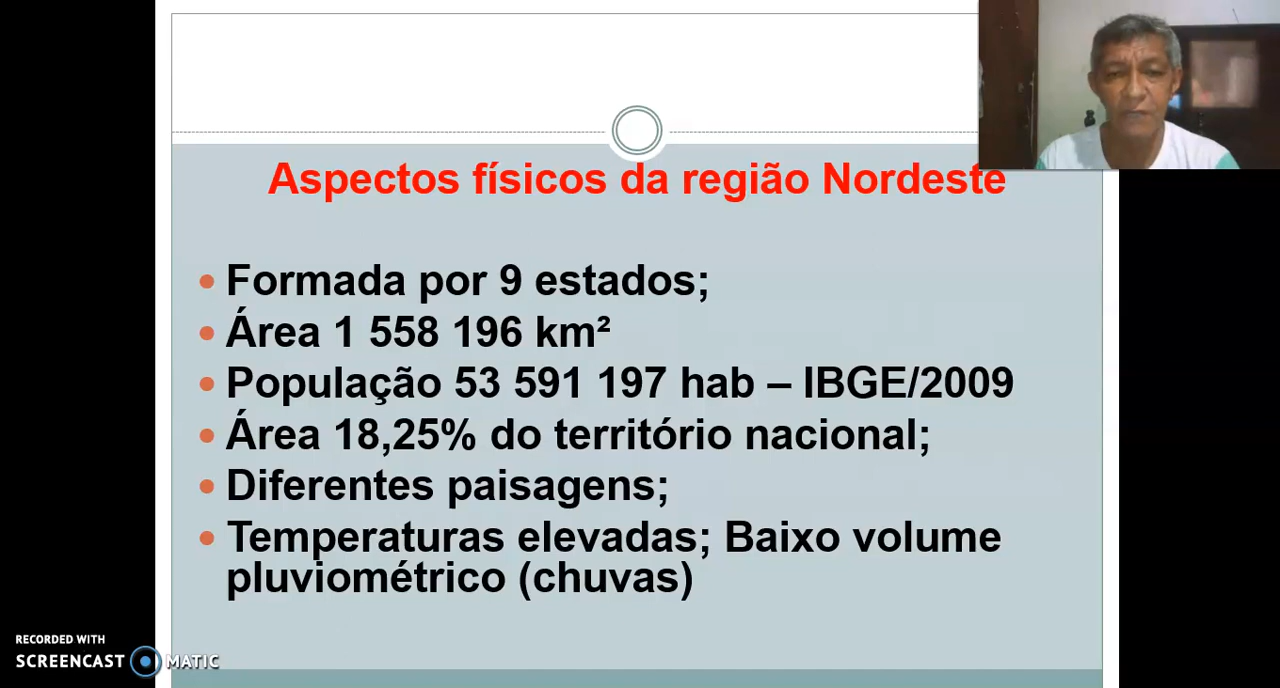 Aspectos físicos da região Nordeste
• Formada por 9 estados;
• Área 1 558 196 km²
• População 53 591 197 hab – IBGE/2009
• Área 18,25% do território nacional;
• Diferentes paisagens;
• Temperaturas elevadas; Baixo volume
pluviométrico (chuvas)
RECORDED WITH
SCREENCAST MATIC